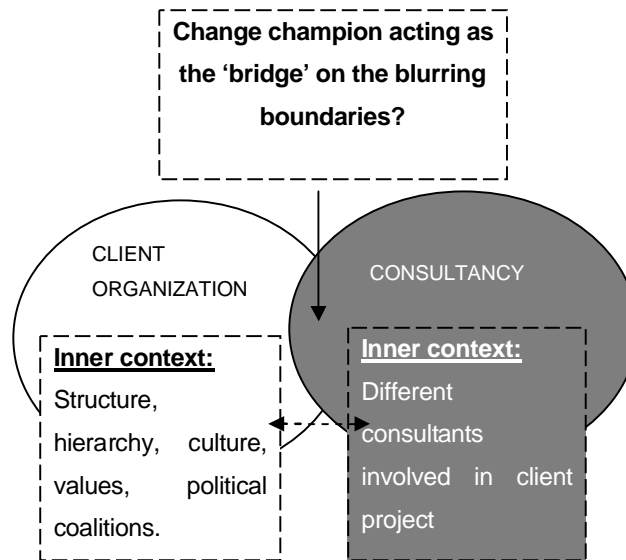 Change champion acting as
the ‘bridge’ on the blurring
boundaries?
CLIENT
ORGANIZATION
CONSULTANCY
Inner context:
Structure,
hierarchy, culture,
values, political
coalitions.
Inner context:
Different
consultants
involved in client
project